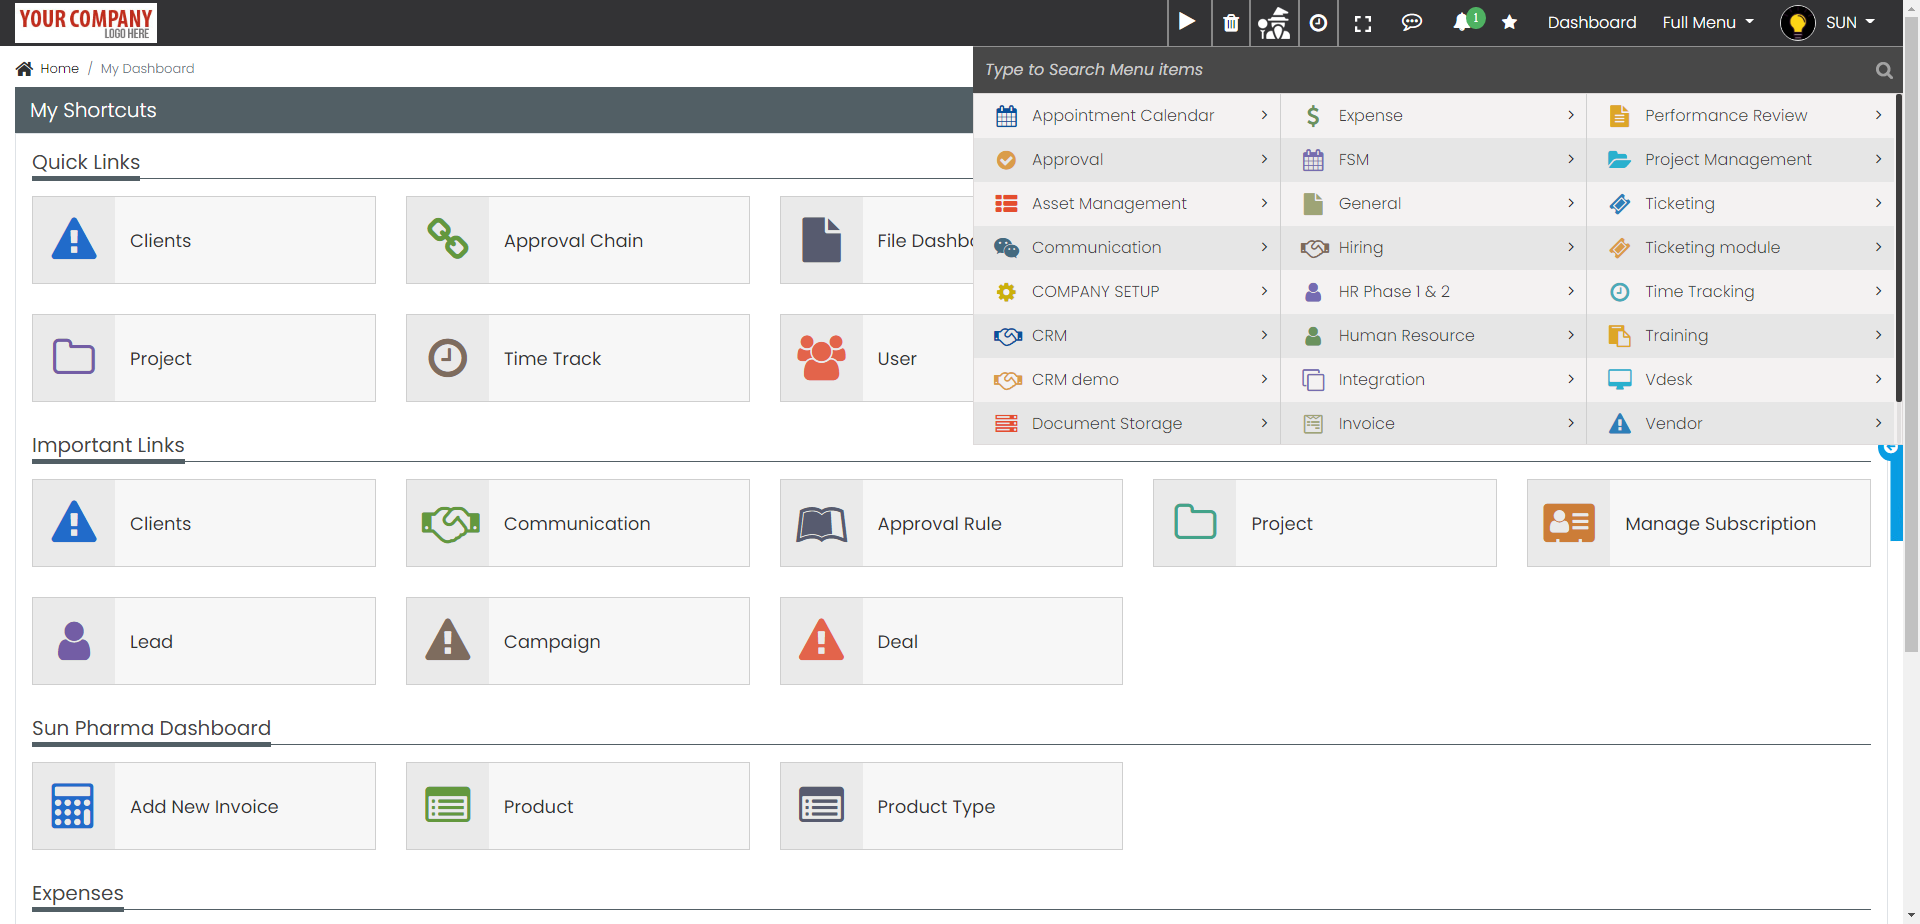 YOUR COMPANY
LOGO HERE
1
Dashboard
Full Menu
SUN
Home / My Dashboard
Type to Search Menu items
My Shortcuts
Appointment Calendar
Expense
Performance Review
Approval
FSM
Project Management
Asset Management
General
Ticketing
Communication
Hiring
Ticketing module
COMPANY SETUP
HR Phase 1 & 2
Time Tracking
CRM
Human Resource
Training
CRM demo
Integration
Vdesk
Document Storage
Invoice
Vendor
Quick Links
Clients
Approval Chain
File Dashbo
Project
Time Track
User
Important Links
Clients
Communication
Approval Rule
Project
Manage Subscription
Lead
Campaign
Deal
Sun Pharma Dashboard
Add New Invoice
Product
Product Type
Expenses